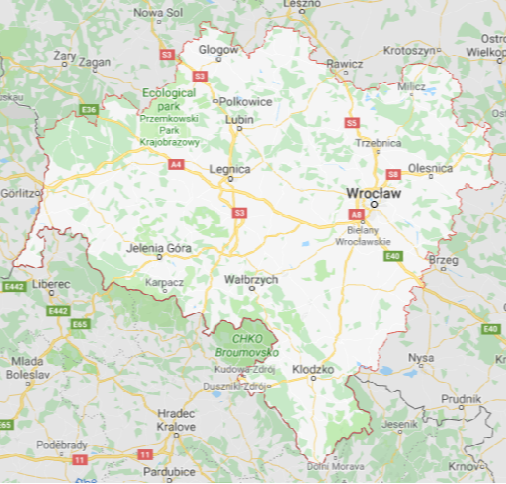 Leszno
Nowa Sol
S3
Glogow
Krotoszyn
Ostro
Wielkop
Żary
Zagan
Rawicz
S3
Milicz
Ecological
park
Przemkowski
Park
Krajobrazowy
Polkowice
E36
Lubin
S5
Trzebnica
A4
Legnica
S8
Olesnica
Görlitz
Wroclaw
S3
A8
Bielany
Wrocławskie
Jelenia Góra
E40
Brzeg
Liberec
E442
Karpacz
Wałbrzych
E442
E65
E40
CHKO
Broumovsko
Mlada
Boleslav
Kudowa-Zdrój
Klodzko
Nysa
Duszniki-Zdrój
Prudnik
Hradec
Kralove
E65
Jesenik
Poděbrady
11
11
Dolni Morava
Krnov
Pardubice